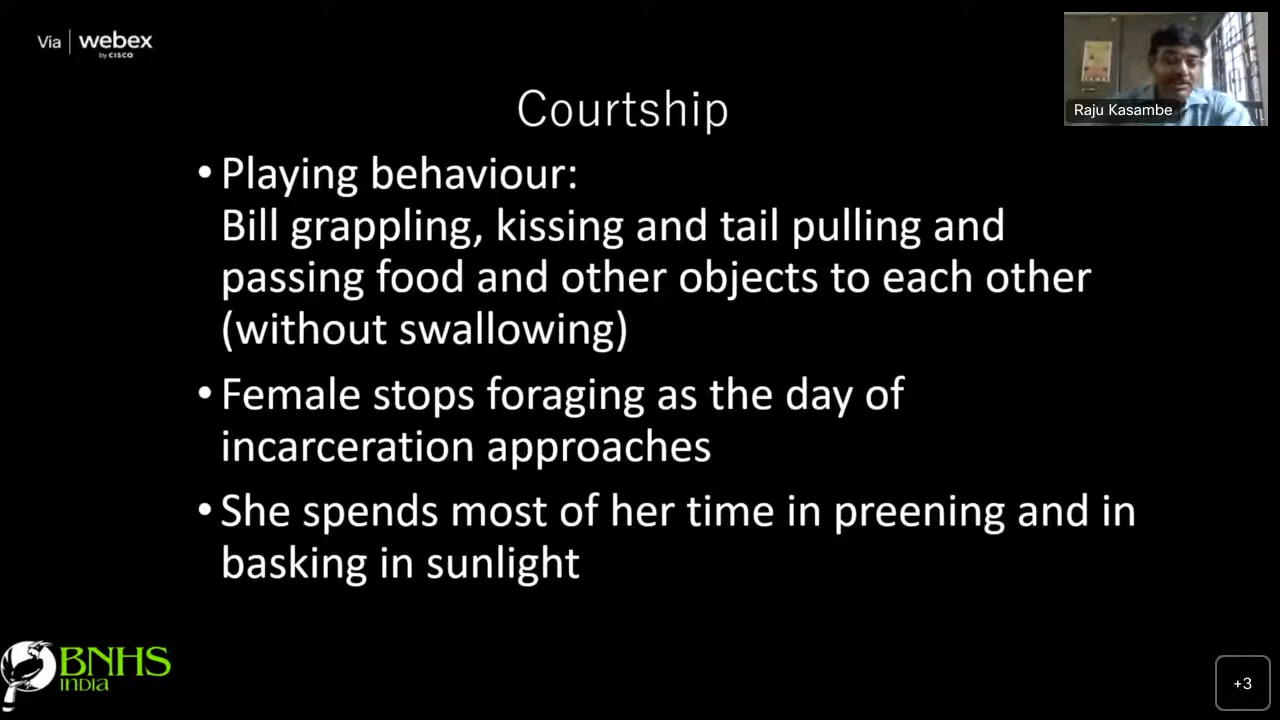 Via webex
by CISCO
Raju Kasambe
Courtship
• Playing behaviour:
Bill grappling, kissing and tail pulling and
passing food and other objects to each other
(without swallowing)
• Female stops foraging as the day of
incarceration approaches
• She spends most of her time in preening and in
basking in sunlight
BNHS
INDIA
+3